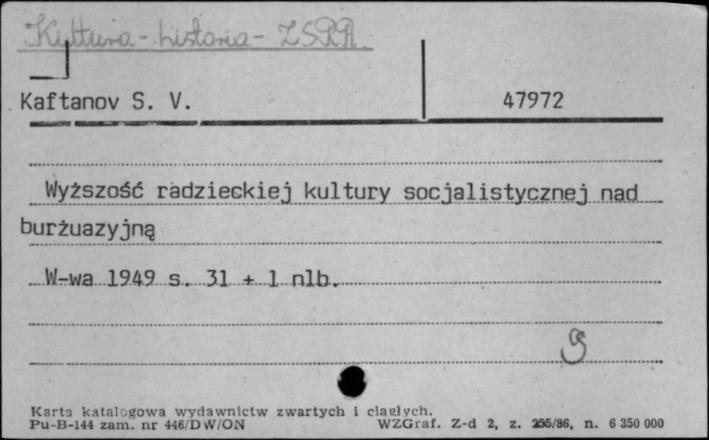 Kultura - historia - ZSRR.
Kaftanov S. V. 47972
Wyższość radzieckiej kultury socjalistycznej nad
burżuazyjną
W-wa 1949 s. 31 + 1 nlb.
Karta katalogowa wydawnictw zwartych i ciągłych.
Pu-B-144 zam. nr 446/DW/ON WZGraf. Z-d 2, z. 255/86, n. 6 350 000